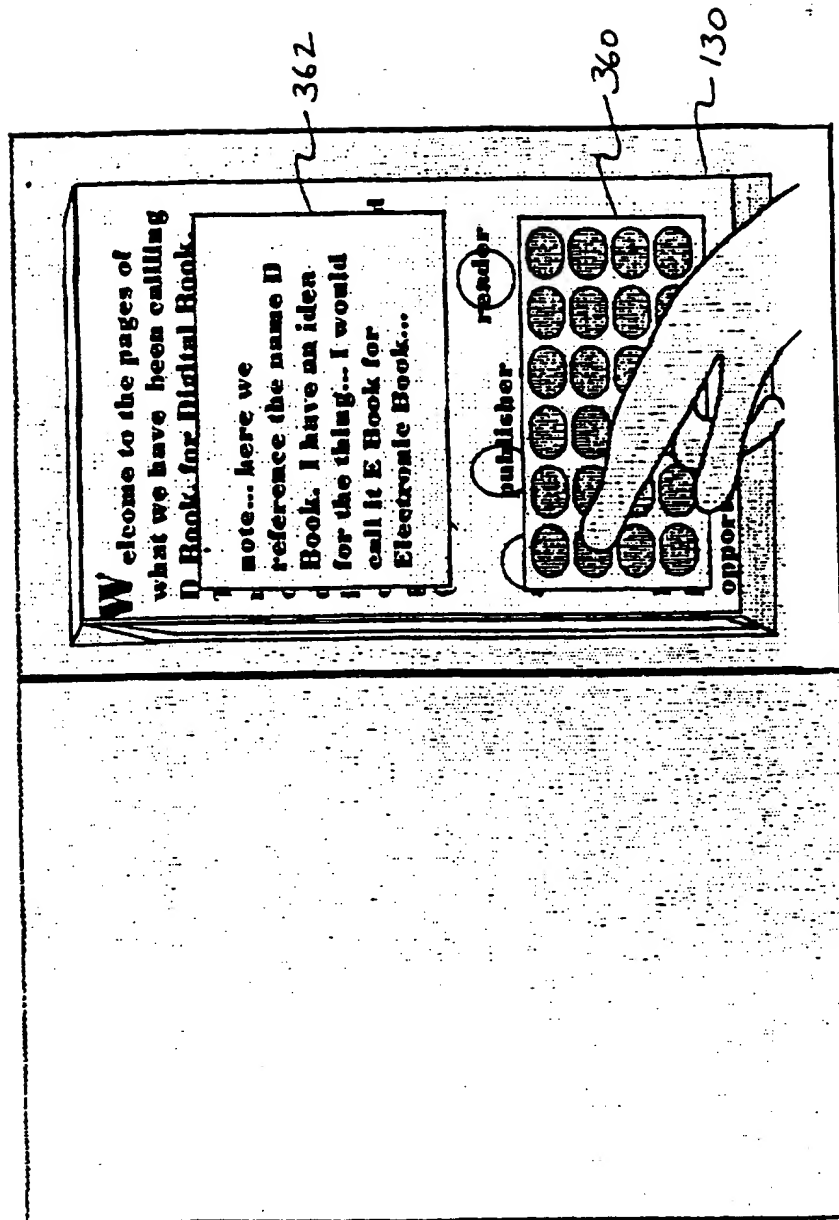 Welcome to the pages of
what we have been callling
D Book, for Digital Book.
note... here we
reference the name D
Book. I have an idea
for the thing... I would
call it E Book for
Electronic Book...
publisher
reader
oppor
362
360
130